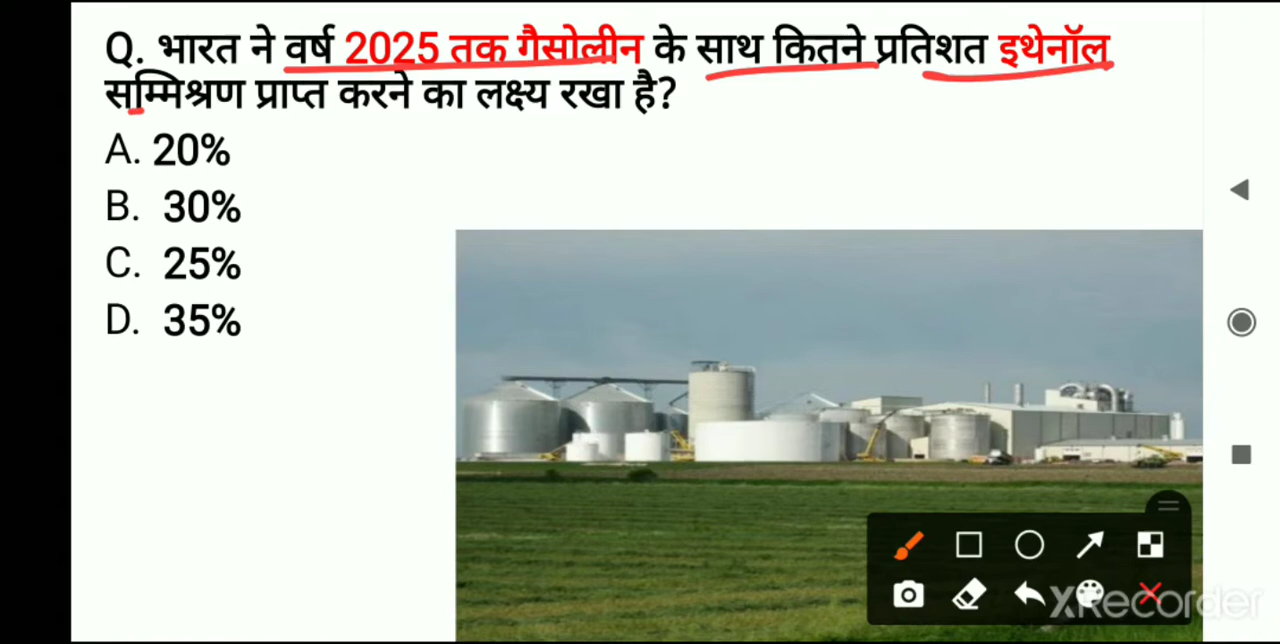 Q. भारत ने वर्ष 2025 तक गैसोलीन के साथ कितने प्रतिशत इथेनॉल
सम्मिश्रण प्राप्त करने का लक्ष्य रखा है?
A. 20%
B. 30%
C. 25%
D. 35%
XRecorder